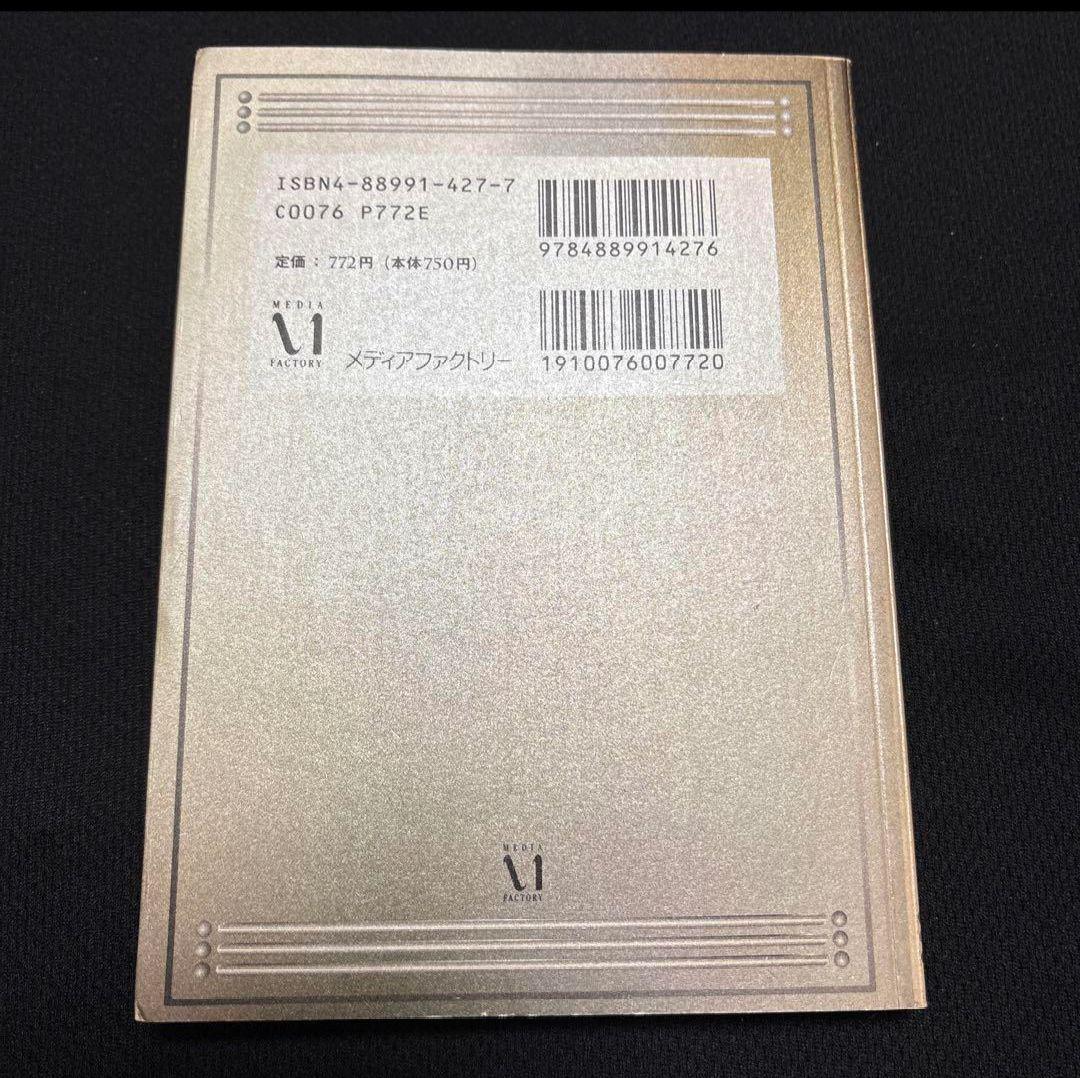 ISBN4-88991-427-7
C0076 P772E
定価：772円（本体750円）
MEDIA
FACTORY
メディアファクトリー
9784889914276
1910076007720
MEDIA
FACTORY